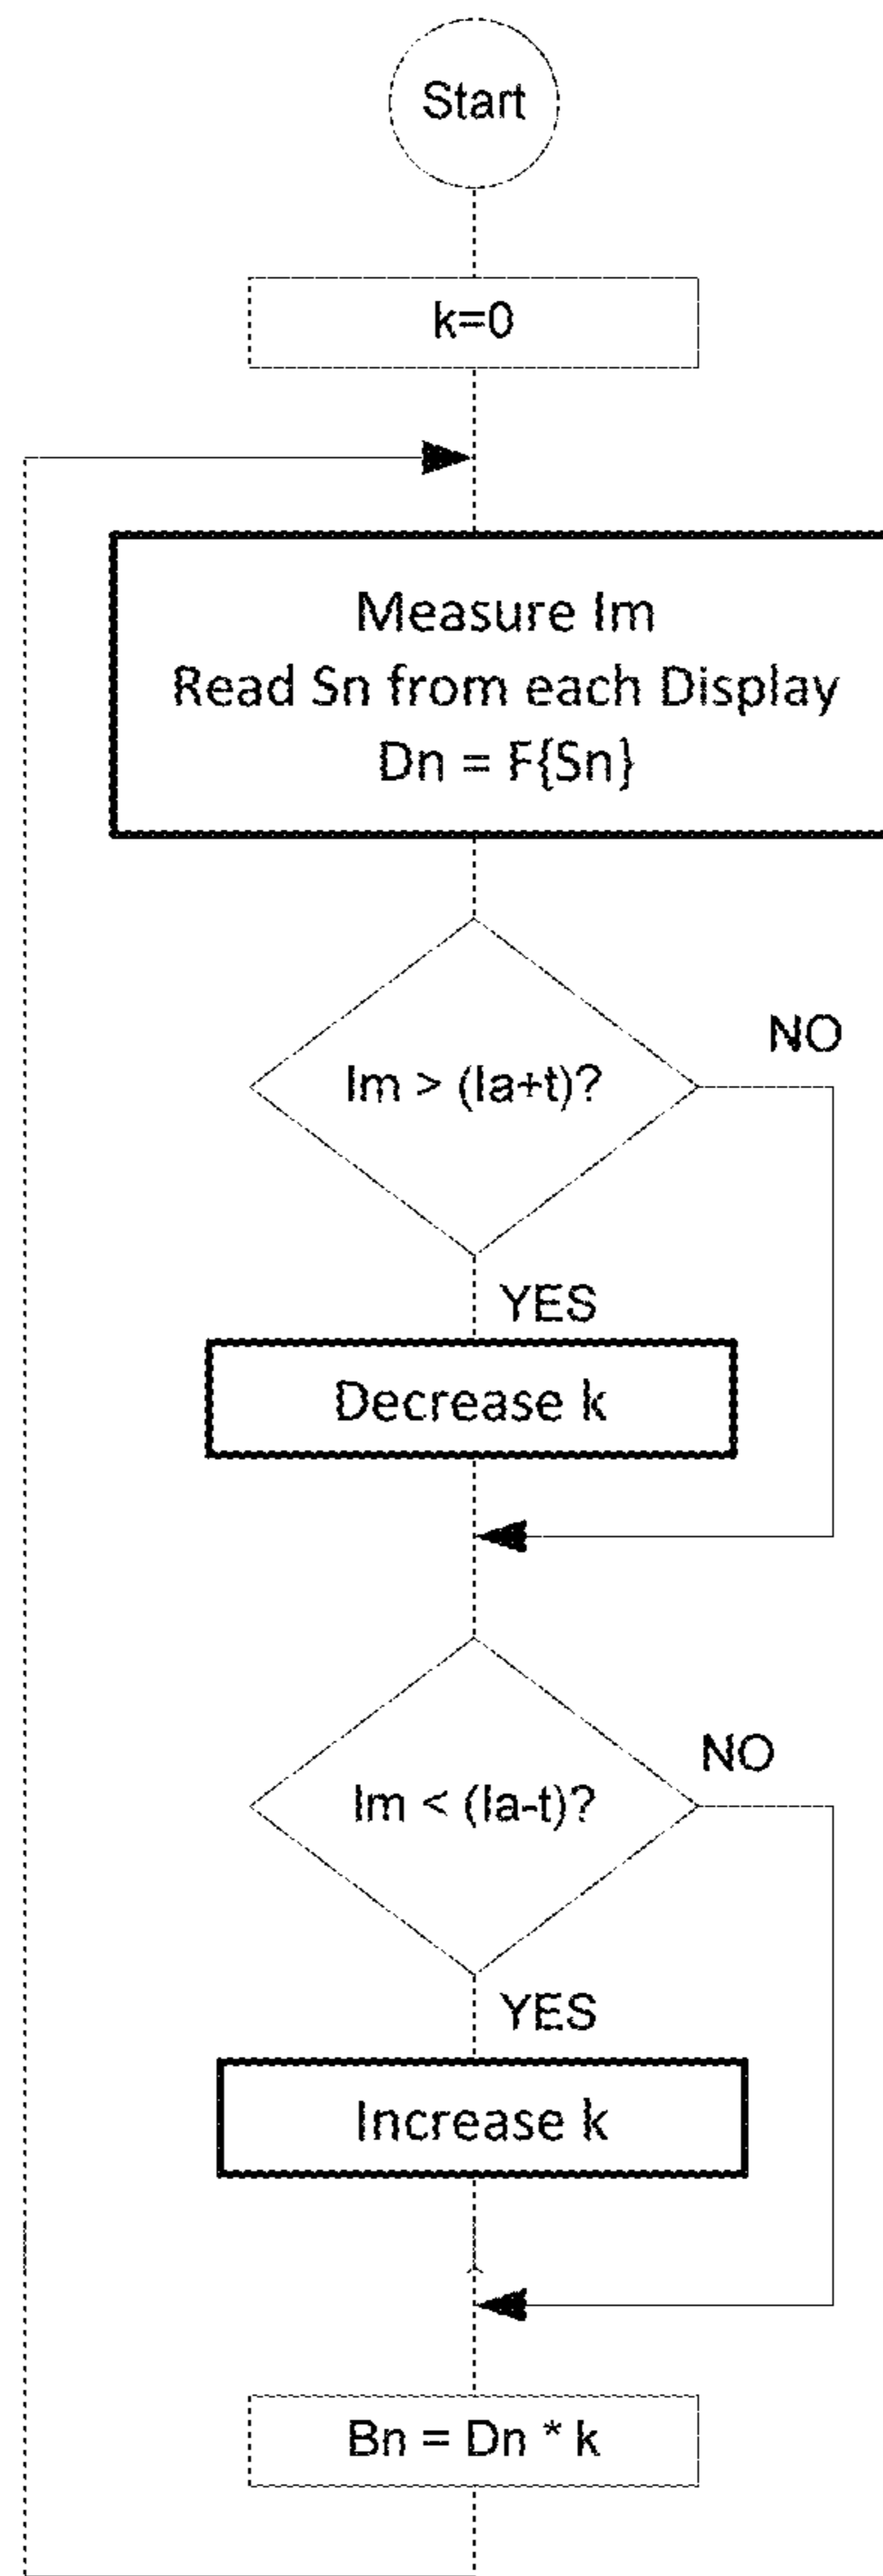 Start
k=0
Measure Im
Read Sn from each Display
Dn = F{Sn}
Im > (Ia+t)?
NO
YES
Decrease k
Im < (Ia-t)?
NO
YES
Increase k
Bn = Dn * k